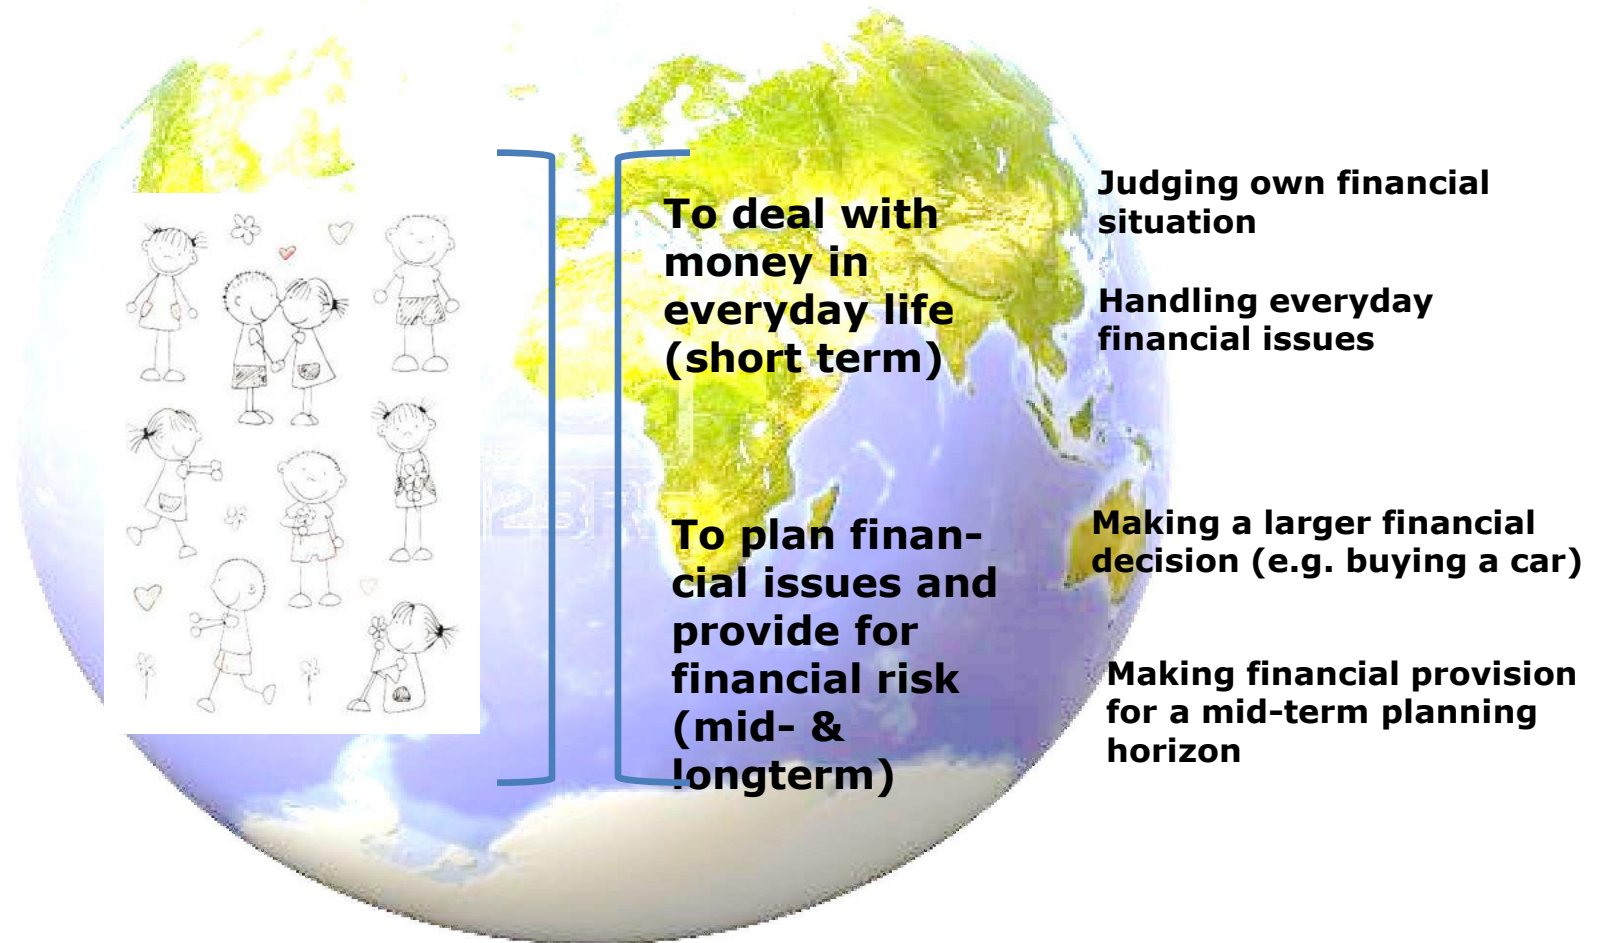 To deal with
money in
everyday life
(short term)
Judging own financial
situation
Handling everyday
financial issues
To plan finan-
cial issues and
provide for
financial risk
(mid- &
longterm)
Making a larger financial
decision (e.g. buying a car)
Making financial provision
for a mid-term planning
horizon